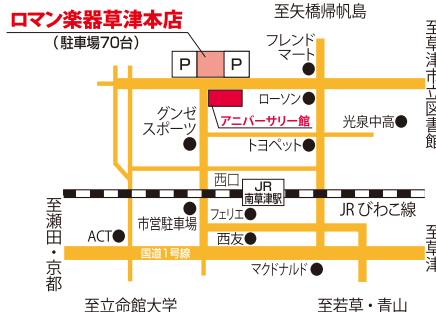 ロマン楽器草津本店
(駐車場70台)
至矢橋帰帆島
フレンド
マート
P
P
至草津市立図書館
ローソン
アニバーサリー館
グンゼ
スポーツ
光泉中高
トヨペット
西口
JR
南草津駅
JRびわこ線
至瀬田・京都
市営駐車場
フェリエ
ACT
西友
至草津
国道1号線
マクドナルド
至立命館大学
至若草・青山